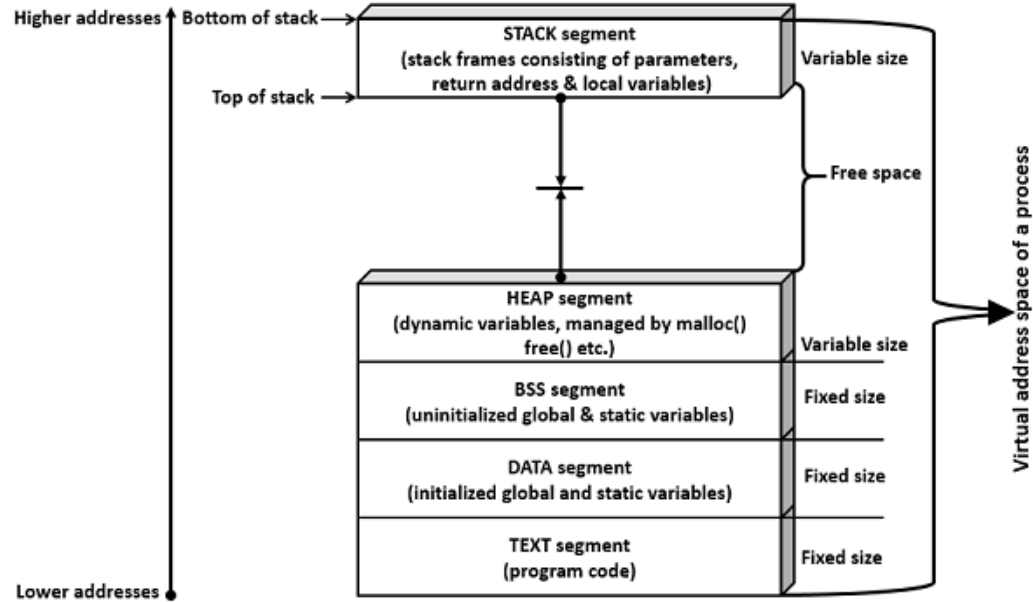 Higher addresses
Bottom of stack
STACK segment
(stack frames consisting of parameters,
return address & local variables)
Variable size
Top of stack
Free space
Virtual address space of a process
HEAP segment
(dynamic variables, managed by malloc()
free() etc.)
Variable size
BSS segment
(uninitialized global & static variables)
Fixed size
DATA segment
(initialized global and static variables)
Fixed size
TEXT segment
(program code)
Fixed size
Lower addresses